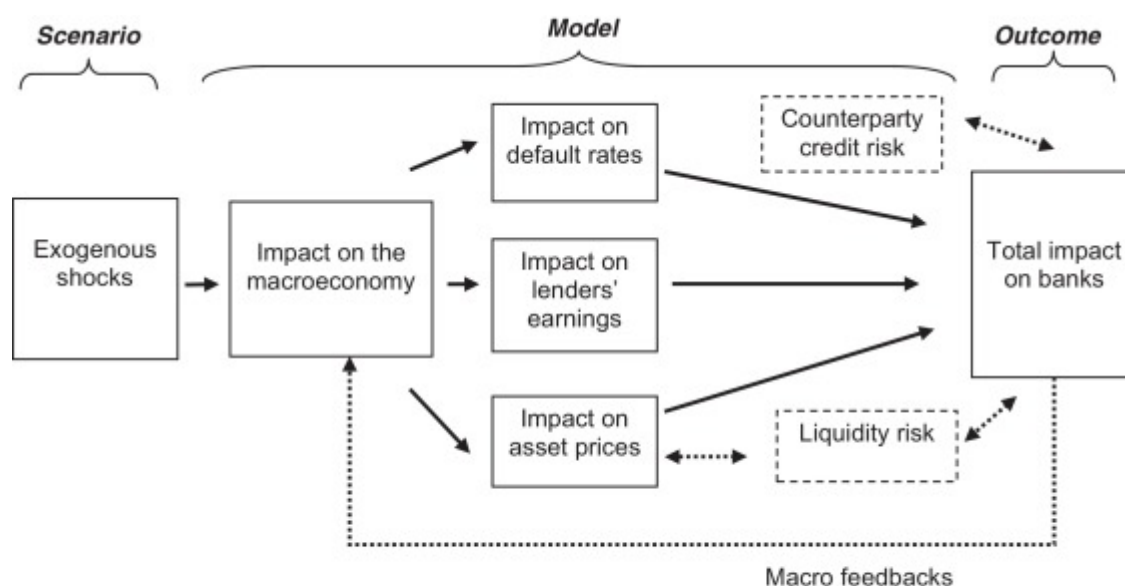 Scenario
Model
Outcome
Exogenous
shocks
Impact on the
macroeconomy
Impact on
default rates
Impact on
lenders'
earnings
Impact on
asset prices
Counterparty
credit risk
Liquidity risk
Total impact
on banks
Macro feedbacks